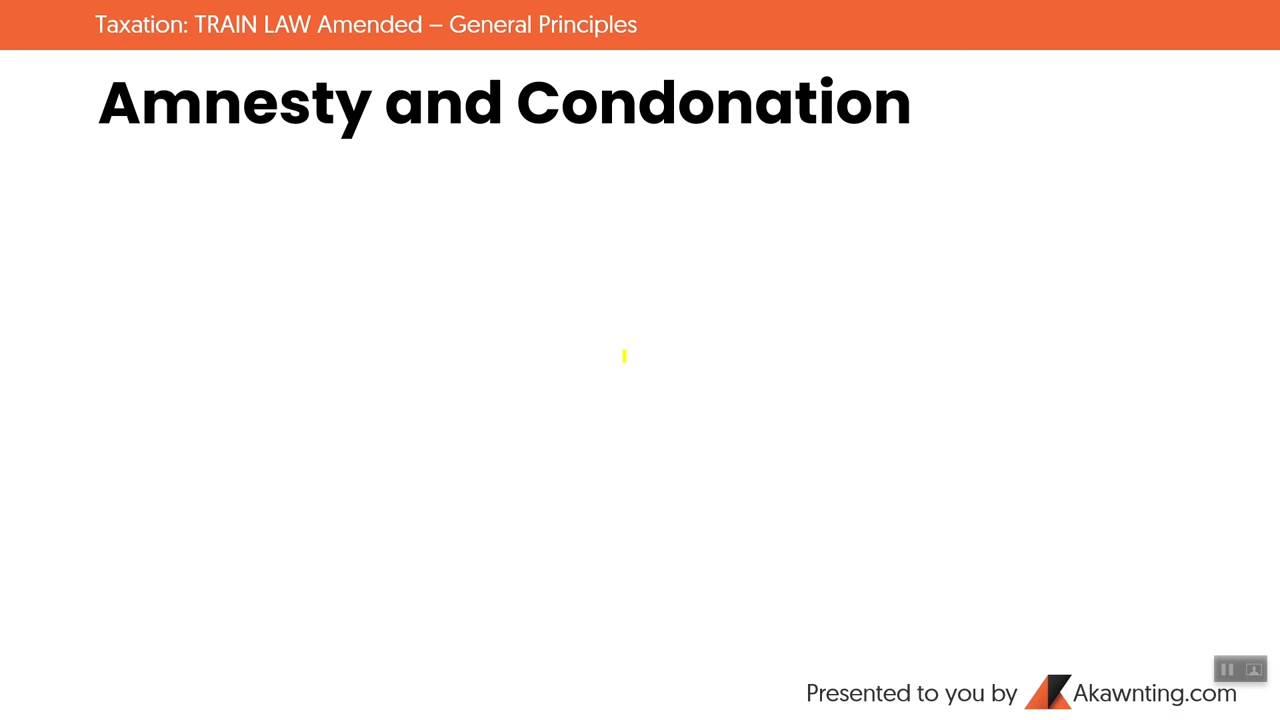 Taxation: TRAIN LAW Amended – General Principles
Amnesty and Condonation
Presented to you by Akawnting.com